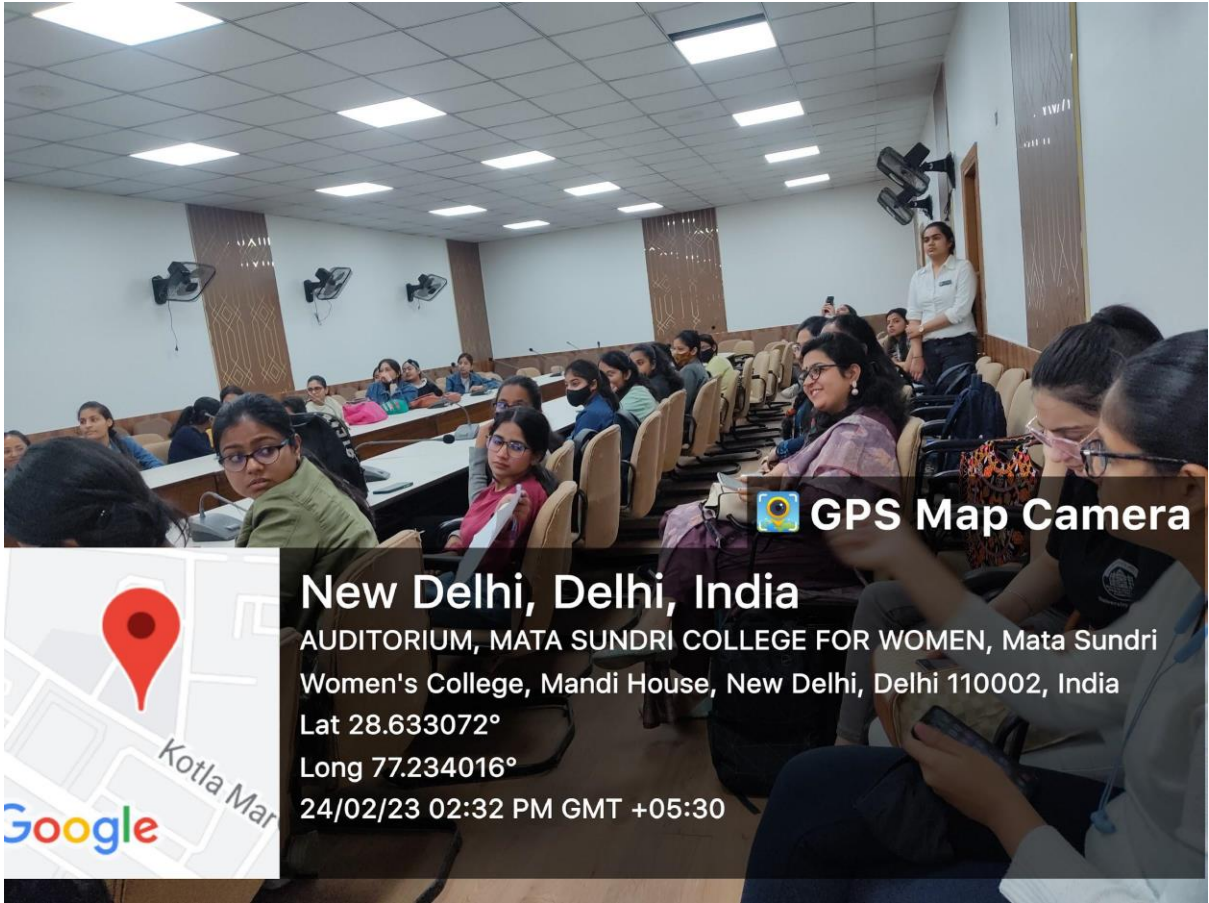 GPS Map Camera
New Delhi, Delhi, India
AUDITORIUM, MATA SUNDRI COLLEGE FOR WOMEN, Mata Sundri
Women's College, Mandi House, New Delhi, Delhi 110002, India
Lat 28.633072°
Long 77.234016°
24/02/23 02:32 PM GMT +05:30
Kotla Mar
Google